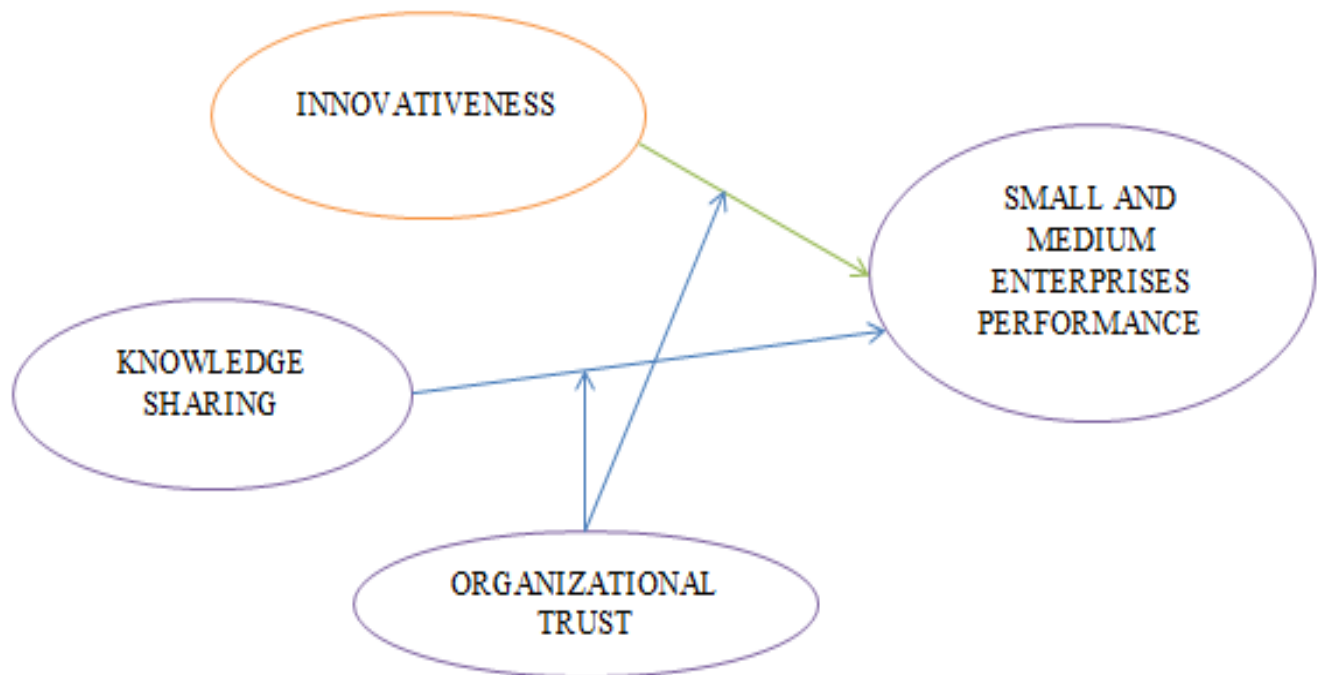 INNOVATIVENESS
SMALL AND
MEDIUM
ENTERPRISES
PERFORMANCE
KNOWLEDGE
SHARING
ORGANIZATIONAL
TRUST